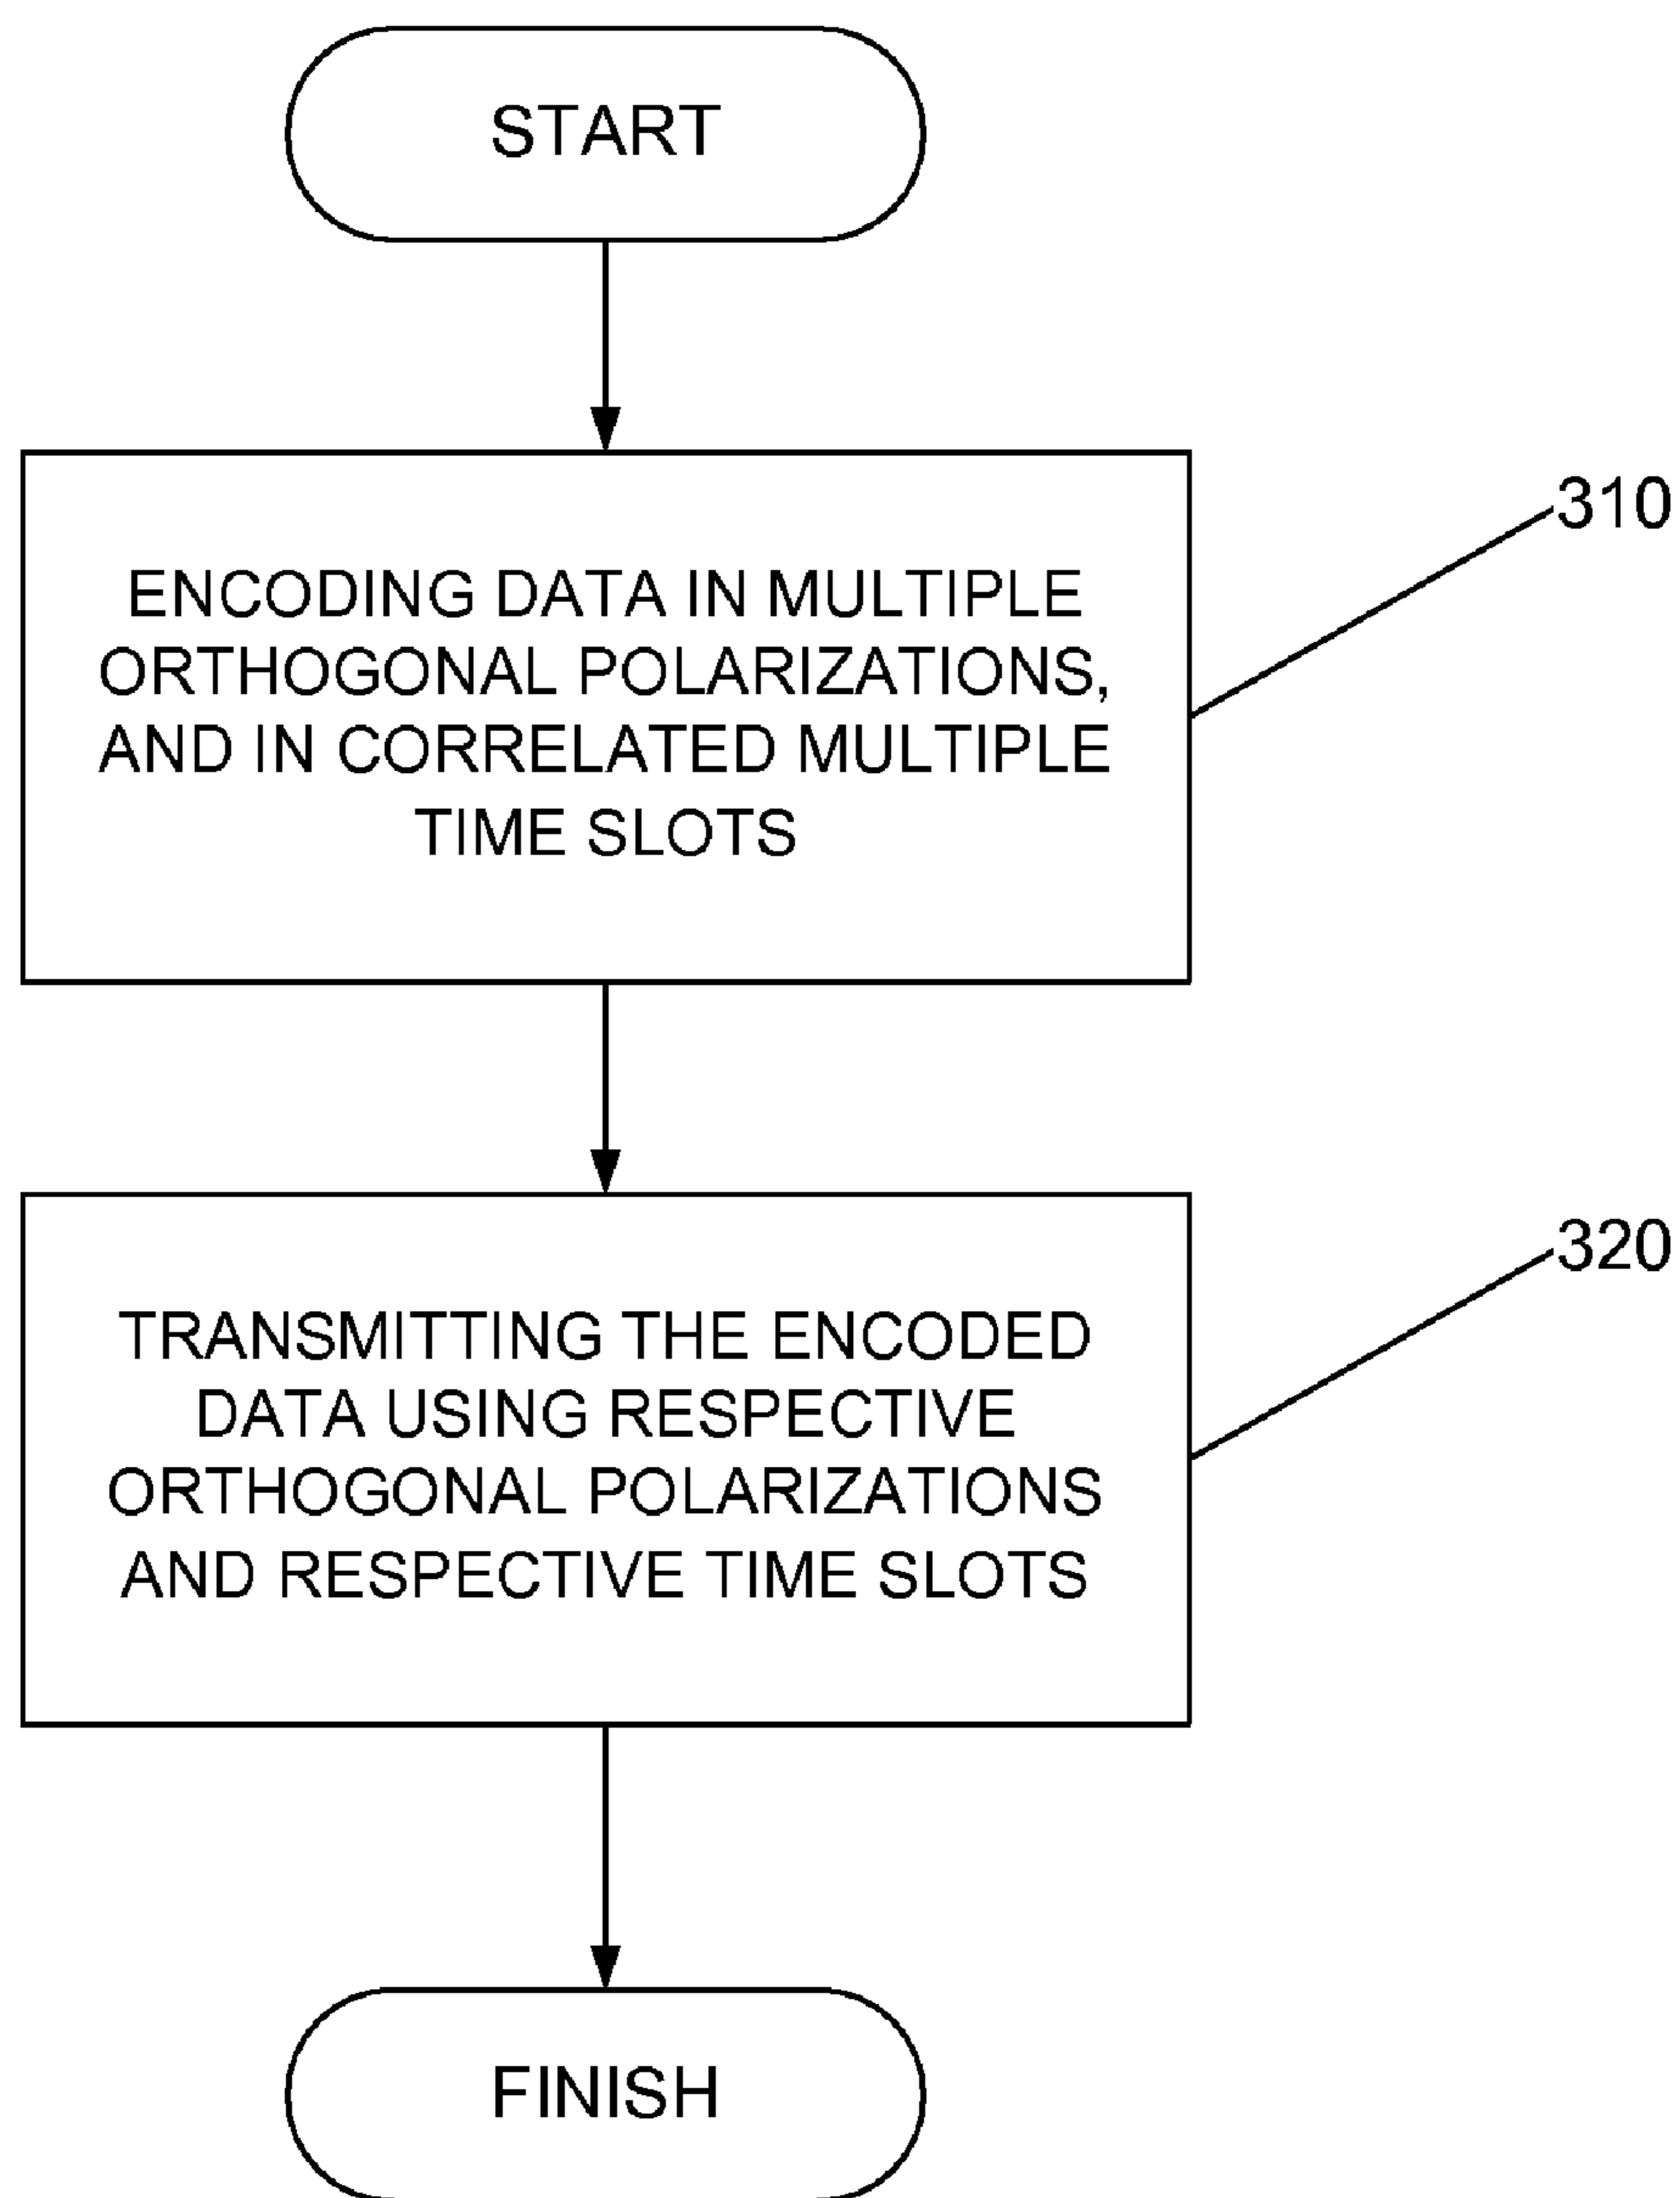 START
ENCODING DATA IN MULTIPLE
ORTHOGONAL POLARIZATIONS,
AND IN CORRELATED MULTIPLE
TIME SLOTS
310
TRANSMITTING THE ENCODED
DATA USING RESPECTIVE
ORTHOGONAL POLARIZATIONS
AND RESPECTIVE TIME SLOTS
320
FINISH